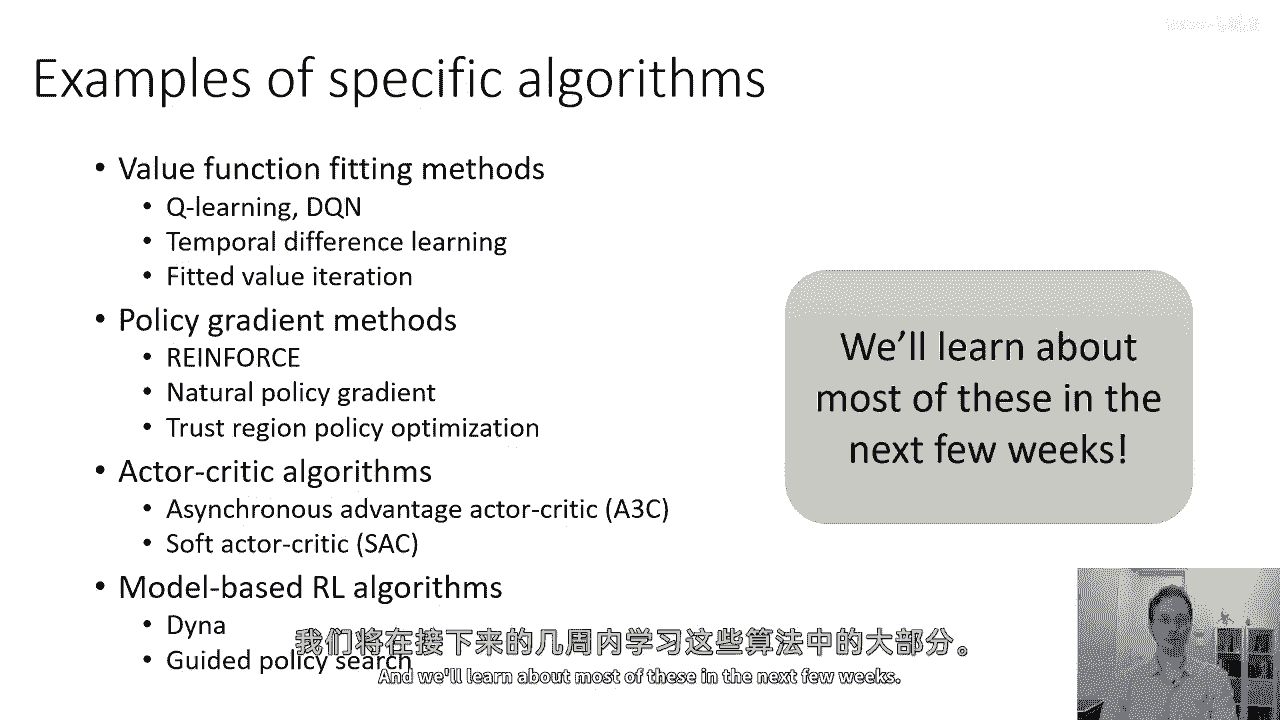 Examples of specific algorithms
• Value function fitting methods
• Q-learning, DQN
• Temporal difference learning
• Fitted value iteration
• Policy gradient methods
• REINFORCE
• Natural policy gradient
• Trust region policy optimization
• Actor-critic algorithms
• Asynchronous advantage actor-critic (A3C)
• Soft actor-critic (SAC)
• Model-based RL algorithms
• Dyna
• Guided policy search
We'll learn about
most of these in the
next few weeks!
我们将在接下来的几周内学习这些算法中的大部分。
And we'll learn about most of these in the next few weeks.